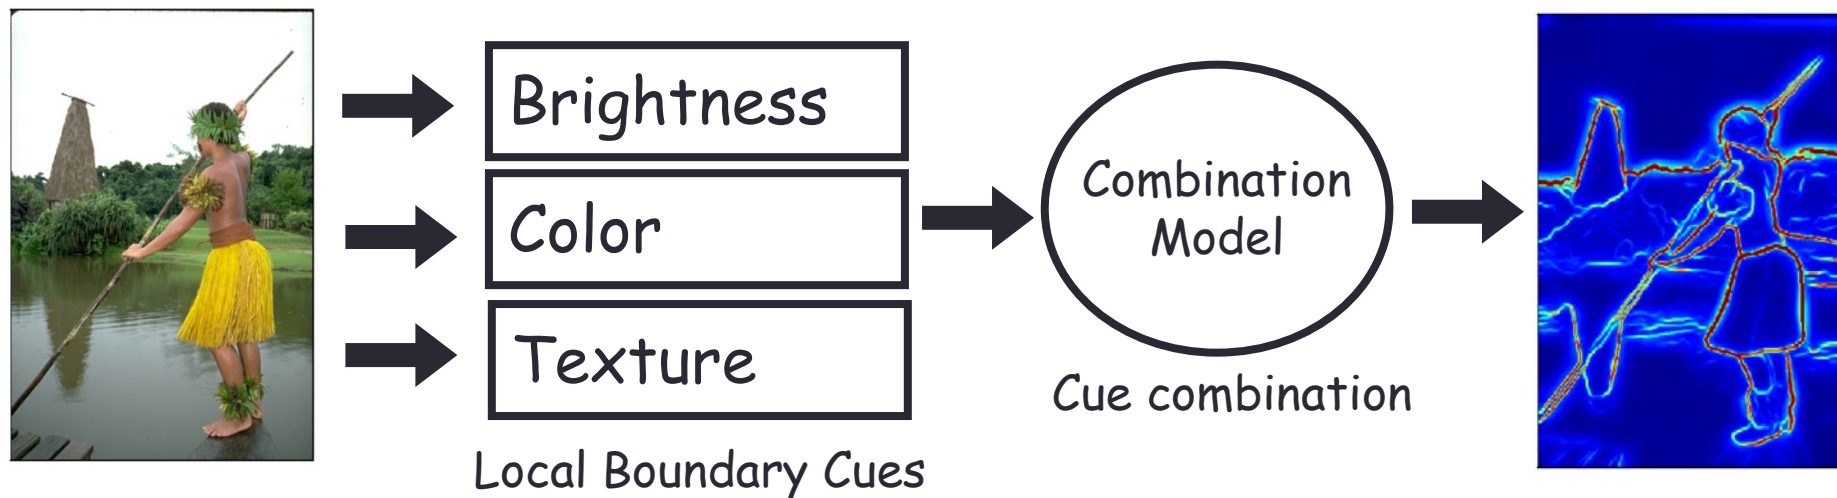 Brightness
Color
Texture
Local Boundary Cues
Combination
Model
Cue combination